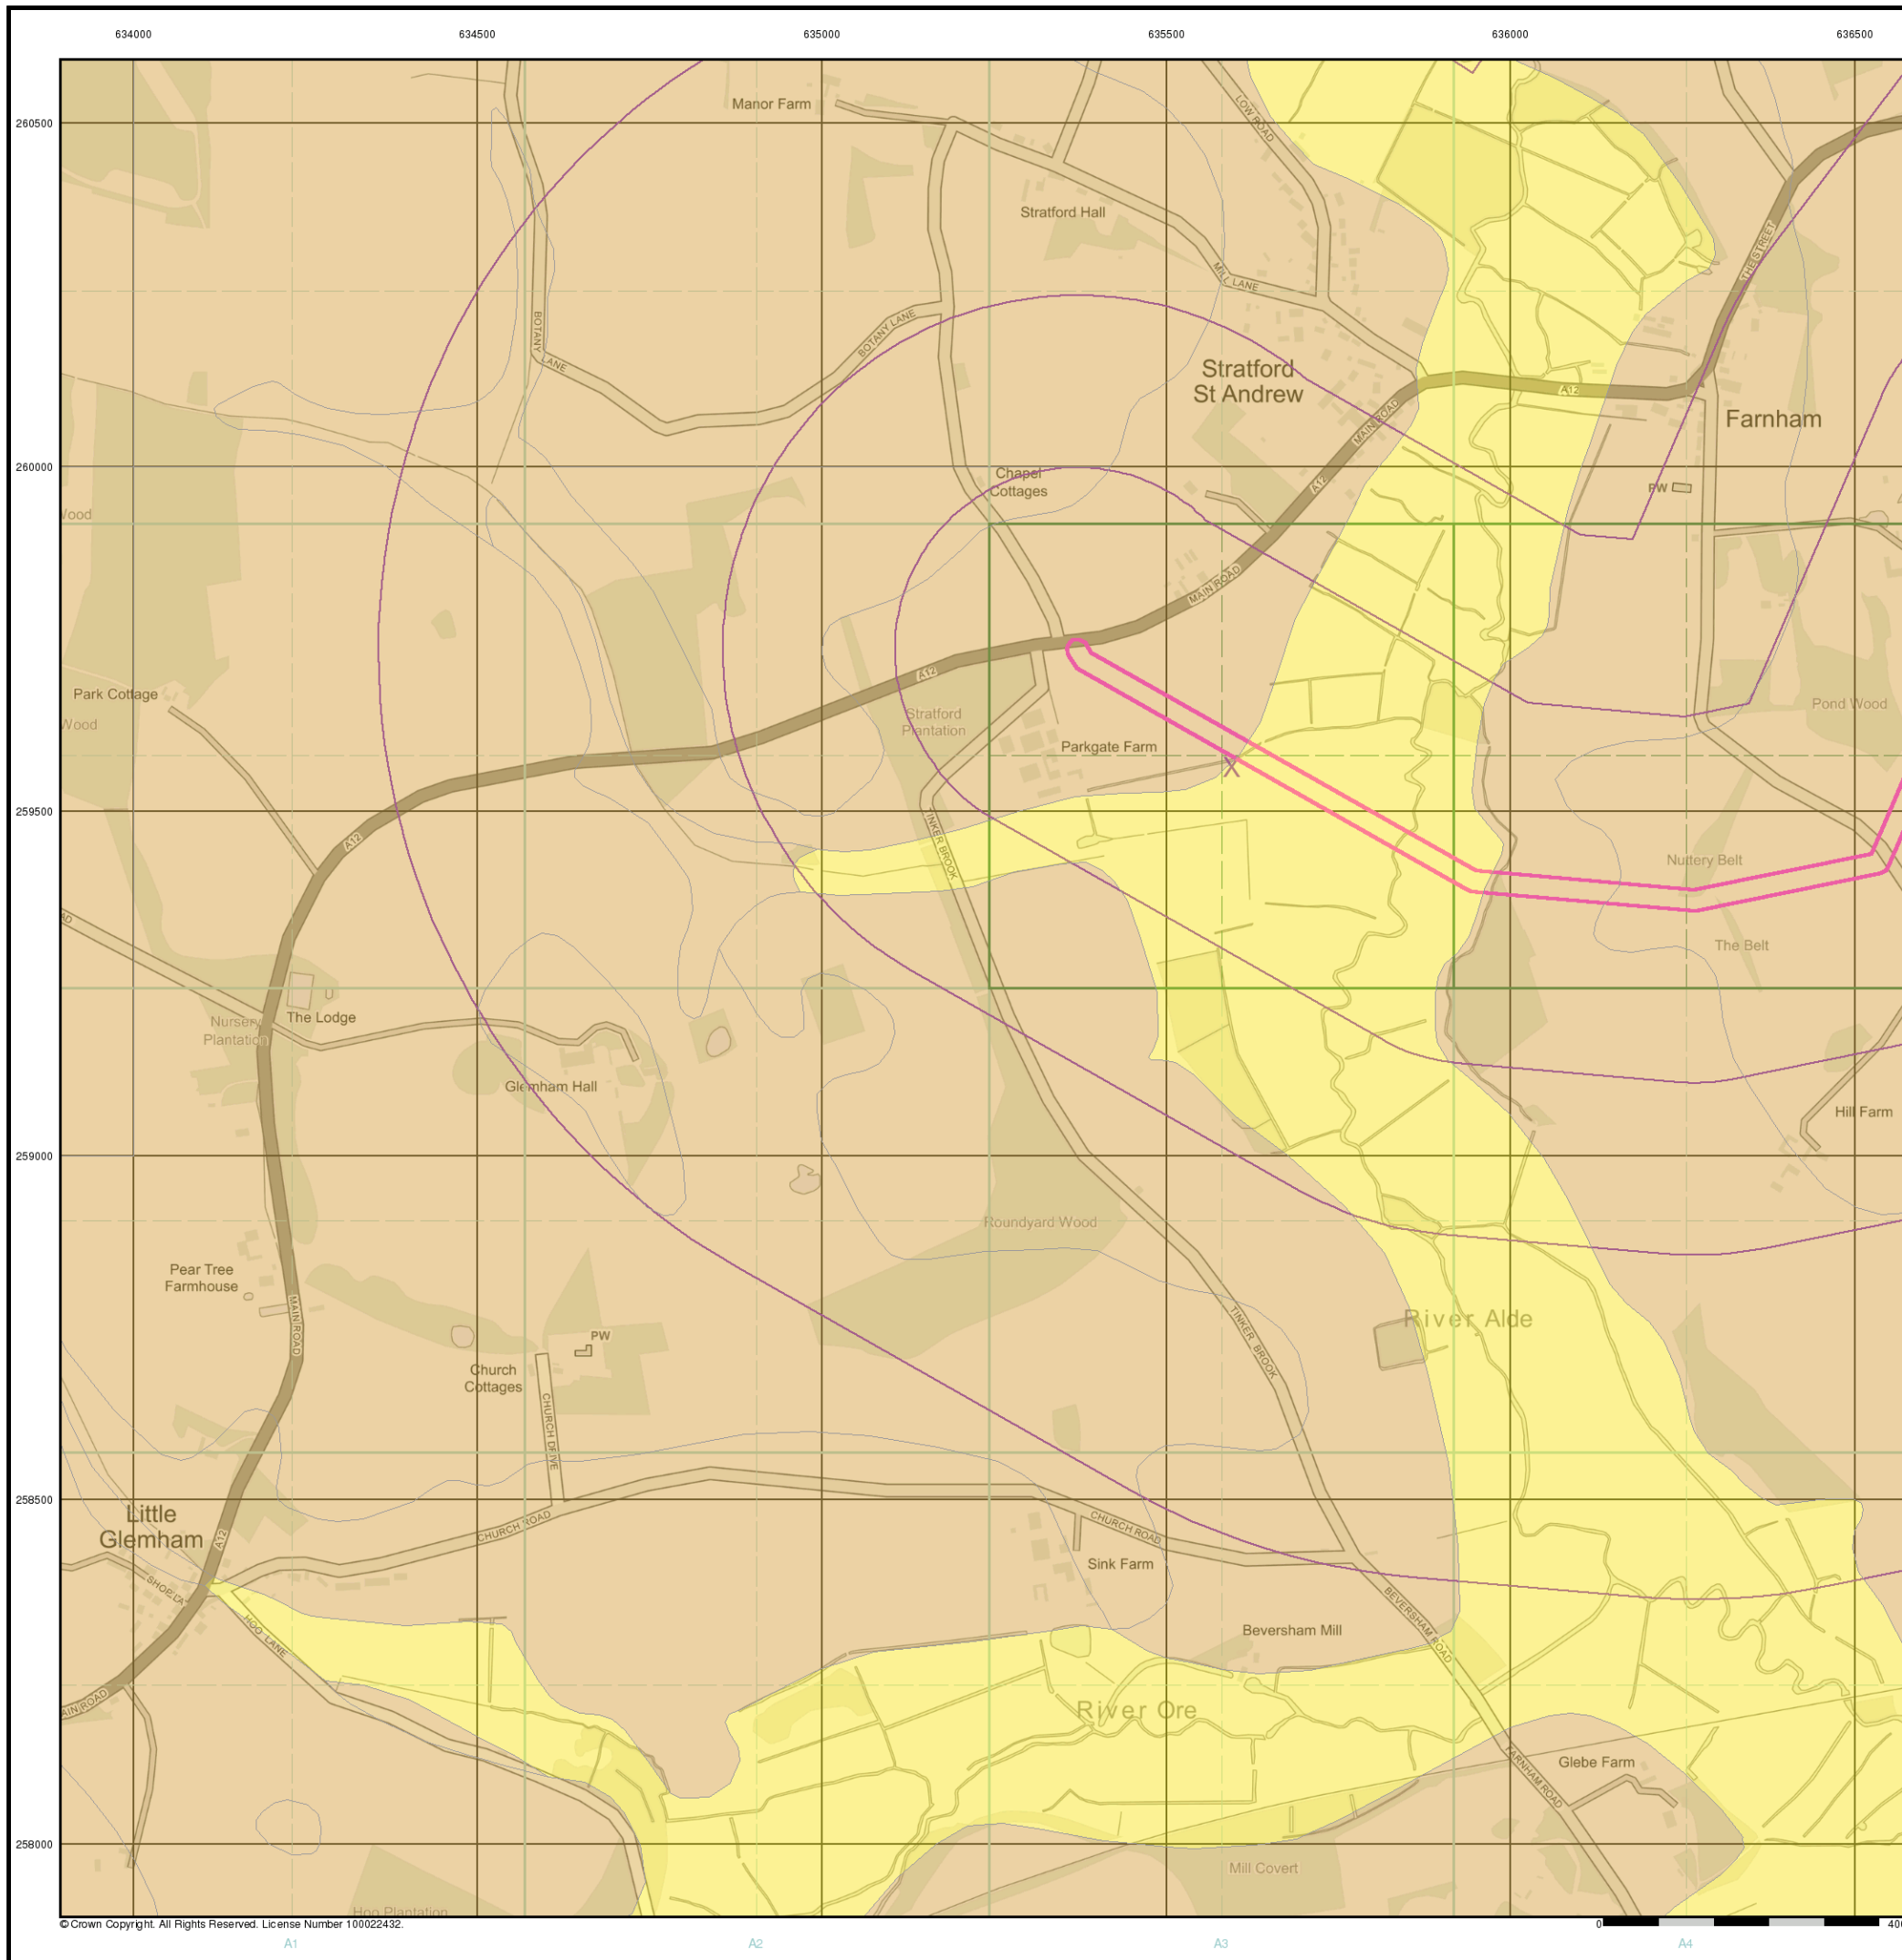 634000 634500 635000 635500 636000 636500
260500
260000
259500
259000
258500
258000
Manor Farm
LOW ROAD
Stratford Hall
MILL LANE
THE STREET
BOTANY
LANE
BOTANY LANE
Stratford
St Andrew
MAIN ROAD
A12
Farnham
Chapel
Cottages
A12
PW
MAIN ROAD
Wood
Park Cottage
Wood
A12
Stratford
Plantation
Parkgate Farm
X
Pond Wood
A12
TINKER BROOK
Nuttery Belt
The Belt
The Lodge
Nursery
Plantation
Glemham Hall
Hill Farm
Roundyard Wood
Pear Tree
Farmhouse
MAIN ROAD
PW
Church
Cottages
CHURCH DRIVE
TINKER BROOK
River Alde
Little
Glemham
A12
CHURCH ROAD
CHURCH ROAD
Sink Farm
SHOP LA
HOO LANE
BEVERSHAM ROAD
Beversham Mill
AIN ROAD
River Ore
FARNHAM ROAD
Glebe Farm
Mill Covert
Hoo Plantation
© Crown Copyright. All Rights Reserved. License Number 100022432.
0 400
A1 A2 A3 A4